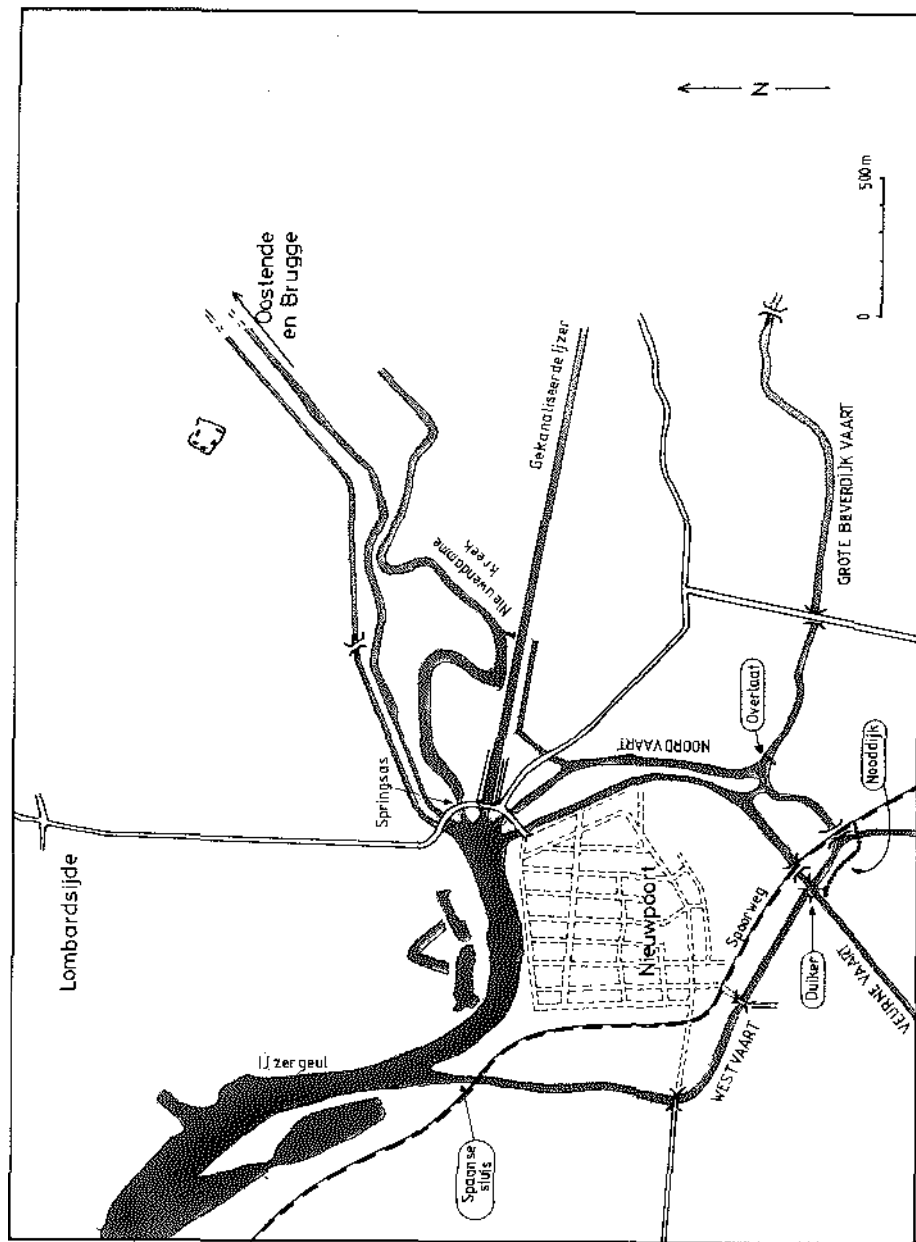 Lombardsijde
Oostende
en Brugge
N
500m
0
Springsas
Nieuwendamme
kreek
Gekanaliseerde Ijzer
IJzergeul
Nieuwpoort
NOORDVAART
Overlaat
GROTE BEVERDIJK VAART
Spaanse
sluis
Spoorweg
Nooddijk
WESTVAART
Duiker
VEURNE VAART